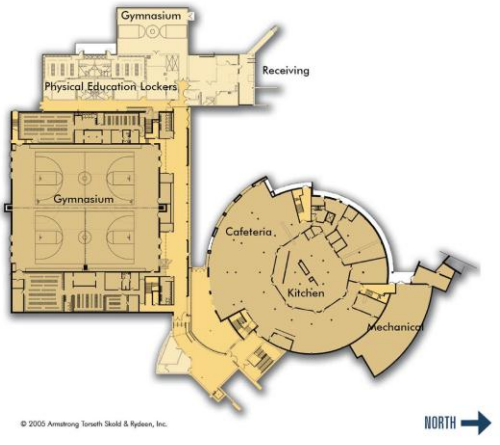 Gymnasium
Receiving
Physical Education Lockers
Gymnasium
Cafeteria
Kitchen
Mechanical
© 2005 Armstrong Torseth Skold & Rydeen, Inc.
NORTH